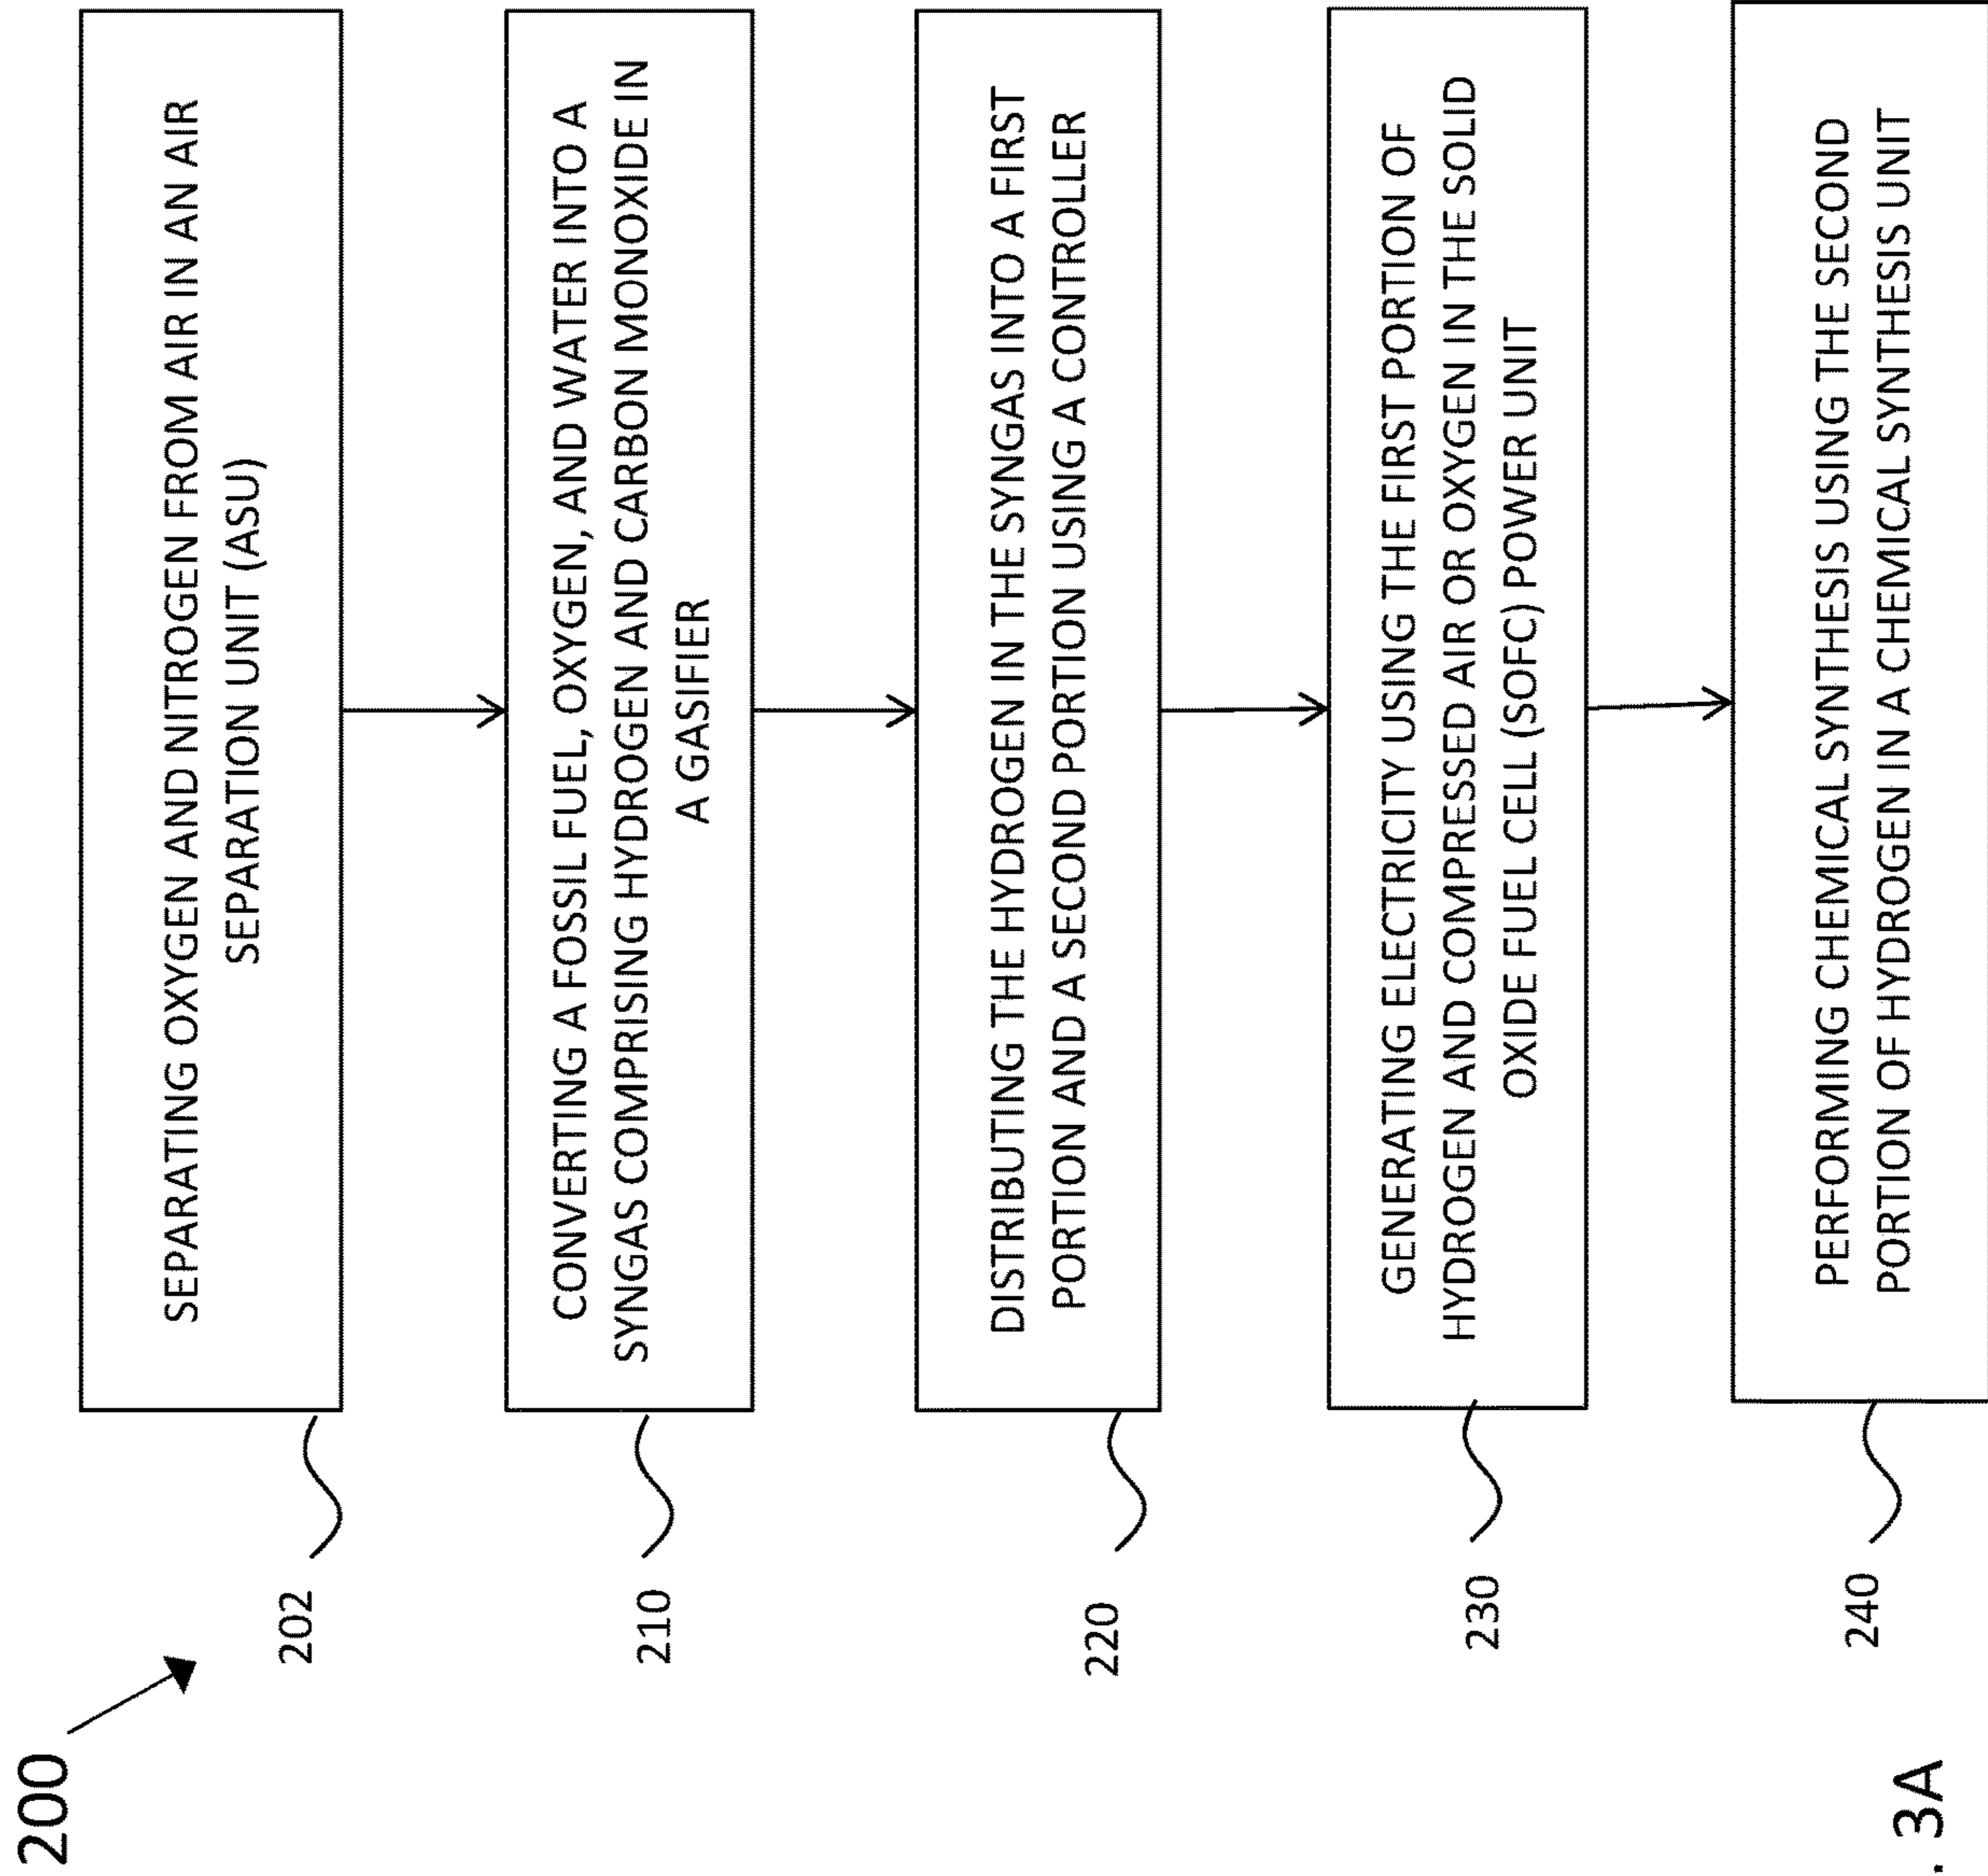 200
202
SEPARATING OXYGEN AND NITROGEN FROM AIR IN AN AIR
SEPARATION UNIT (ASU)
210
CONVERTING A FOSSIL FUEL, OXYGEN, AND WATER INTO A
SYNGAS COMPRISING HYDROGEN AND CARBON MONOXIDE IN
A GASIFIER
220
DISTRIBUTING THE HYDROGEN IN THE SYNGAS INTO A FIRST
PORTION AND A SECOND PORTION USING A CONTROLLER
230
GENERATING ELECTRICITY USING THE FIRST PORTION OF
HYDROGEN AND COMPRESSED AIR OR OXYGEN IN THE SOLID
OXIDE FUEL CELL (SOFC) POWER UNIT
240
PERFORMING CHEMICAL SYNTHESIS USING THE SECOND
PORTION OF HYDROGEN IN A CHEMICAL SYNTHESIS UNIT
. 3A